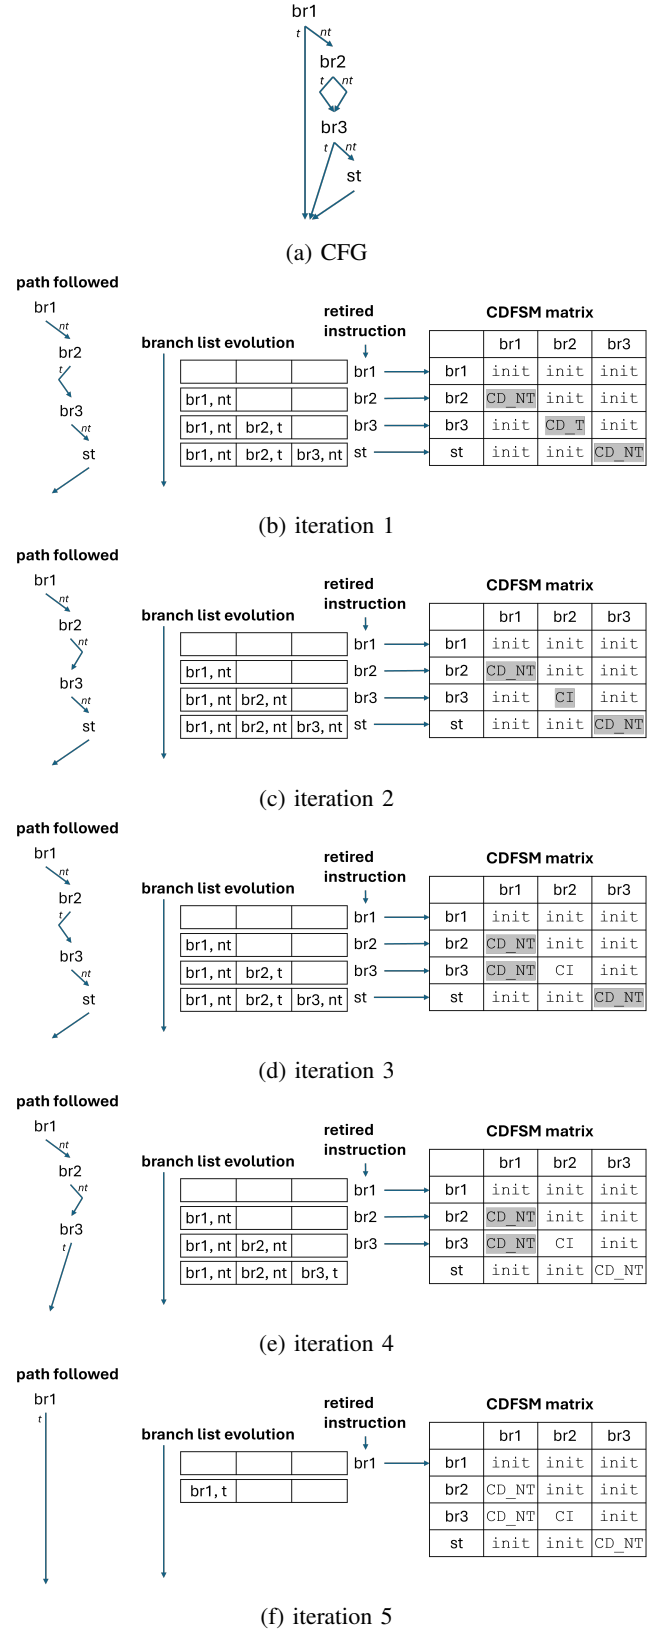 br1
t nt
br2
t nt
br3
t nt
st
(a) CFG
path followed
br1
nt
br2
t
br3
nt
st
branch list evolution
retired
instruction
br1
br1, nt br2
br1, nt br2, t br3
br1, nt br2, t br3, nt st
CDFSM matrix
br1 br2 br3
br1 init init init
br2 CD_NT init init
br3 init CD_T init
st init init CD_NT
(b) iteration 1
path followed
br1
nt
br2
nt
br3
nt
st
branch list evolution
retired
instruction
br1
br1, nt br2
br1, nt br2, nt br3
br1, nt br2, nt br3, nt st
CDFSM matrix
br1 br2 br3
br1 init init init
br2 CD_NT init init
br3 init CI init
st init init CD_NT
(c) iteration 2
path followed
br1
nt
br2
t
br3
nt
st
branch list evolution
retired
instruction
br1
br1, nt br2
br1, nt br2, t br3
br1, nt br2, t br3, nt st
CDFSM matrix
br1 br2 br3
br1 init init init
br2 CD_NT init init
br3 CD_NT CI init
st init init CD_NT
(d) iteration 3
path followed
br1
nt
br2
nt
br3
t
branch list evolution
retired
instruction
br1
br1, nt br2
br1, nt br2, nt br3
br1, nt br2, nt br3, t
CDFSM matrix
br1 br2 br3
br1 init init init
br2 CD_NT init init
br3 CD_NT CI init
st init init CD_NT
(e) iteration 4
path followed
br1
t
branch list evolution
retired
instruction
br1
br1, t
CDFSM matrix
br1 br2 br3
br1 init init init
br2 CD_NT init init
br3 CD_NT CI init
st init init CD_NT
(f) iteration 5